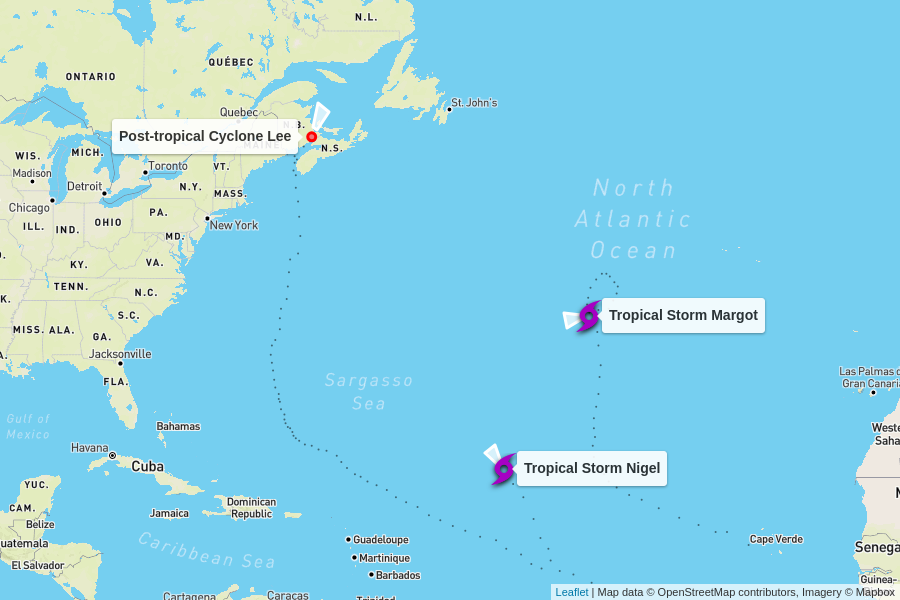 N.L.
ONTARIO
QUÉBEC
St. John's
Quebec
N.B.
Post-tropical Cyclone Lee
MAINE
N.S.
WIS.
MICH.
VT.
Toronto
Madison
Detroit
N.Y.
MASS.
Chicago
PA.
New York
ILL.
IND.
OHIO
MD.
North
Atlantic
Ocean
KY.
VA.
TENN.
N.C.
K.
S.C.
Tropical Storm Margot
MISS.
ALA.
GA.
Jacksonville
FLA.
Sargasso
Sea
Las Palmas d
Gran Canaria
Gulf of
Mexico
Bahamas
Weste
Saha
Havana
Cuba
Tropical Storm Nigel
YUC.
CAM.
Belize
Jamaica
Dominican
Republic
Guadeloupe
Cape Verde
uatemala
Caribbean Sea
Martinique
Senega
El Salvador
Barbados
Guinea-
Bissau
Cartagena
Caracas
Trinidad
Leaflet | Map data © OpenStreetMap contributors, Imagery © Mapbox